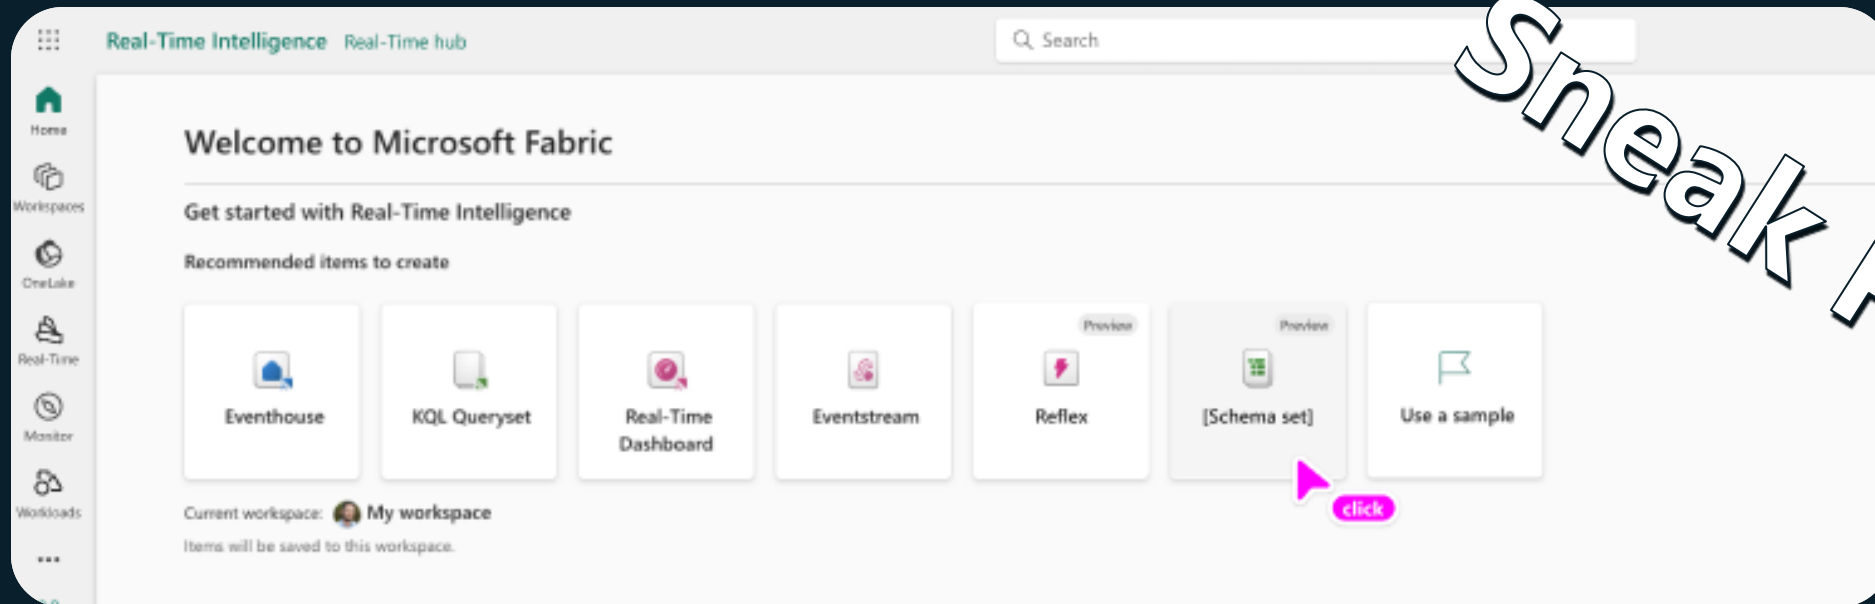 Real-Time Intelligence Real-Time hub
Search
Sneak
Home
Workspaces
OneLake
Real-Time
Monitor
Workloads
Welcome to Microsoft Fabric
Get started with Real-Time Intelligence
Recommended items to create
Eventhouse
KQL Queryset
Real-Time
Dashboard
Eventstream
Preview
Reflex
Preview
[Schema set]
Use a sample
click
Current workspace: My workspace
Items will be saved to this workspace.